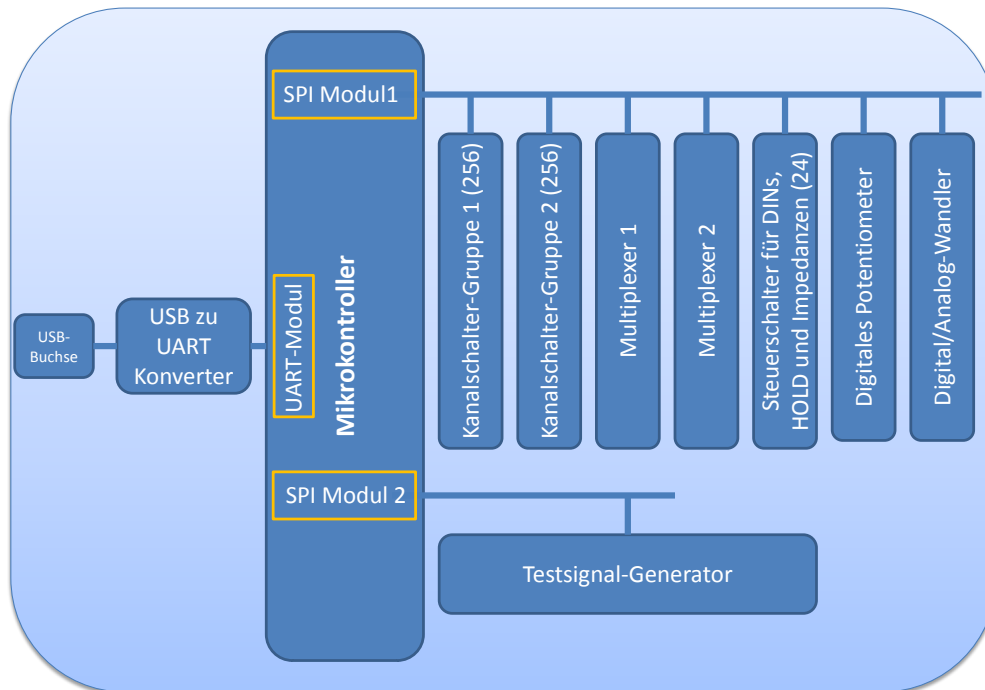 SPI Modul1
Kanalschalter-Gruppe 1 (256)
Kanalschalter-Gruppe 2 (256)
Multiplexer 1
Multiplexer 2
Steuerschalter für DINs,
HOLD und Impedanzen (24)
Digitales Potentiometer
Digital/Analog-Wandler
USB-
Buchse
USB zu
UART
Konverter
UART-Modul
Mikrokontroller
SPI Modul 2
Testsignal-Generator